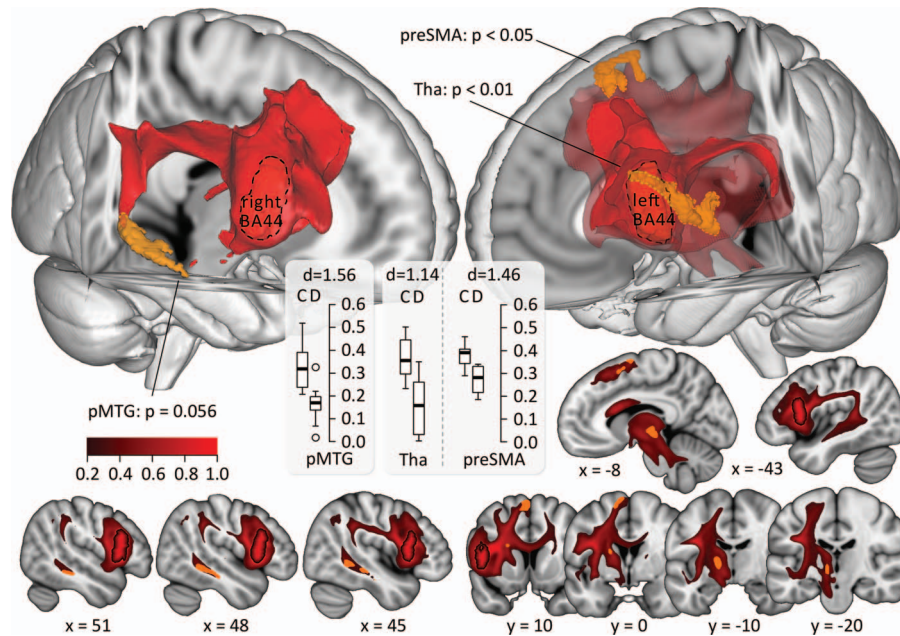 preSMA: p < 0.05
Tha: p < 0.01
right
BA44
left
BA44
d=1.56
d=1.14
d=1.46
C D
C D
C D
0.6
0.5
0.4
0.3
0.2
0.1
0.0
0.6
0.5
0.4
0.3
0.2
0.1
0.0
pMTG
Tha
preSMA
pMTG: p = 0.056
0.2 0.4 0.6 0.8 1.0
x = -8
x = -43
x = 51
x = 48
x = 45
y = 10
y = 0
y = -10
y = -20